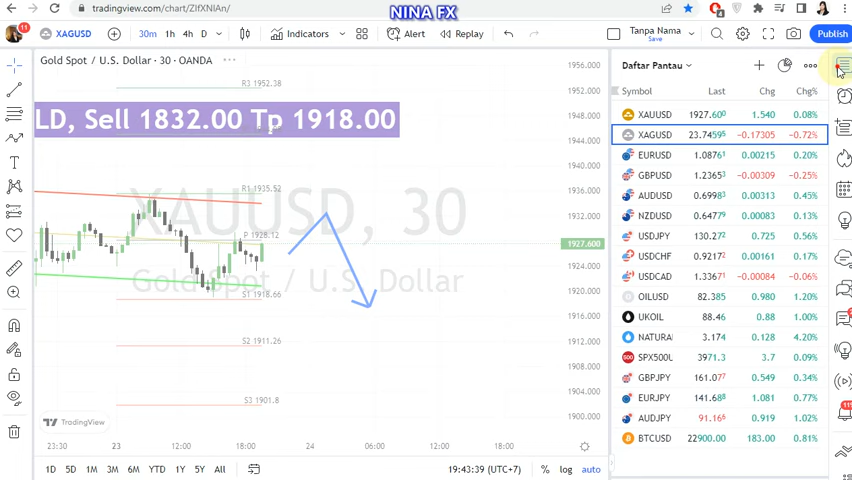 NINA FX
tradingview.com/chart/ZIfXNIAn/
4
11
XAGUSD
30m 1h 4h D
Indicators
Alert
Replay
Tanpa Nama
Save
Publish
Gold Spot / U.S. Dollar · 30 · OANDA
LD, Sell 1832.00 Tp 1918.00
XAUUSD, 30
Gold Spot / U.S. Dollar
R3 1952.38
R1 1935.52
P 1928.12
S1 1918.66
S2 1911.26
S3 1901.8
1956.000
1952.000
1948.000
1944.000
1940.000
1936.000
1932.000
1927.600
1924.000
1920.000
1916.000
1912.000
1908.000
1904.000
1900.000
TradingView
23:30 23 12:00 18:00 24 06:00 12:00 18:00
1D 5D 1M 3M 6M YTD 1Y 5Y All
19:43:39 (UTC+7) % log auto
Daftar Pantau
Symbol Last Chg Chg%
XAUUSD 1927.600 1.540 0.08%
XAGUSD 23.7459⁵ −0.17305 −0.72%
EURUSD 1.0876¹ 0.00215 0.20%
GBPUSD 1.2365³ −0.00309 −0.25%
AUDUSD 0.6998³ 0.00313 0.45%
NZDUSD 0.6477⁹ 0.00083 0.13%
USDJPY 130.27² 0.725 0.56%
USDCHF 0.9217² 0.00161 0.17%
USDCAD 1.3367¹ −0.00084 −0.06%
OILUSD 82.385 0.980 1.20%
UKOIL 88.46 0.88 1.00%
NATURA 3.174 0.128 4.20%
SPX500U 3971.3 3.7 0.09%
GBPJPY 161.07⁷ 0.549 0.34%
EURJPY 141.68⁸ 1.081 0.77%
AUDJPY 91.16⁶ 0.919 1.02%
BTCUSD 22900.00 183.00 0.81%